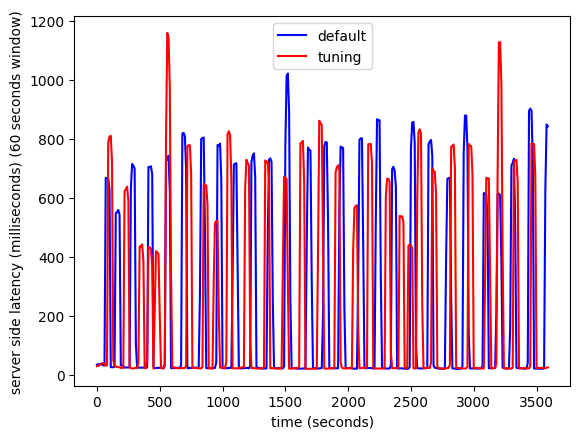 server side latency (milliseconds) (60 seconds window)
1200
1000
800
600
400
200
0
default
tuning
0 500 1000 1500 2000 2500 3000 3500
time (seconds)